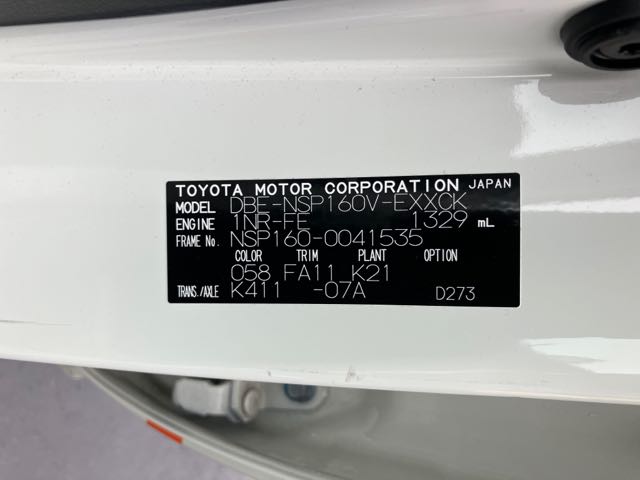 TOYOTA MOTOR CORPORATION JAPAN
MODEL DBE-NSP160V-EXXCK
ENGINE 1NR-FE 1329 mL
FRAME No. NSP160-0041535
COLOR TRIM PLANT OPTION
058 FA11 K21
TRANS./AXLE K411 -07A D273